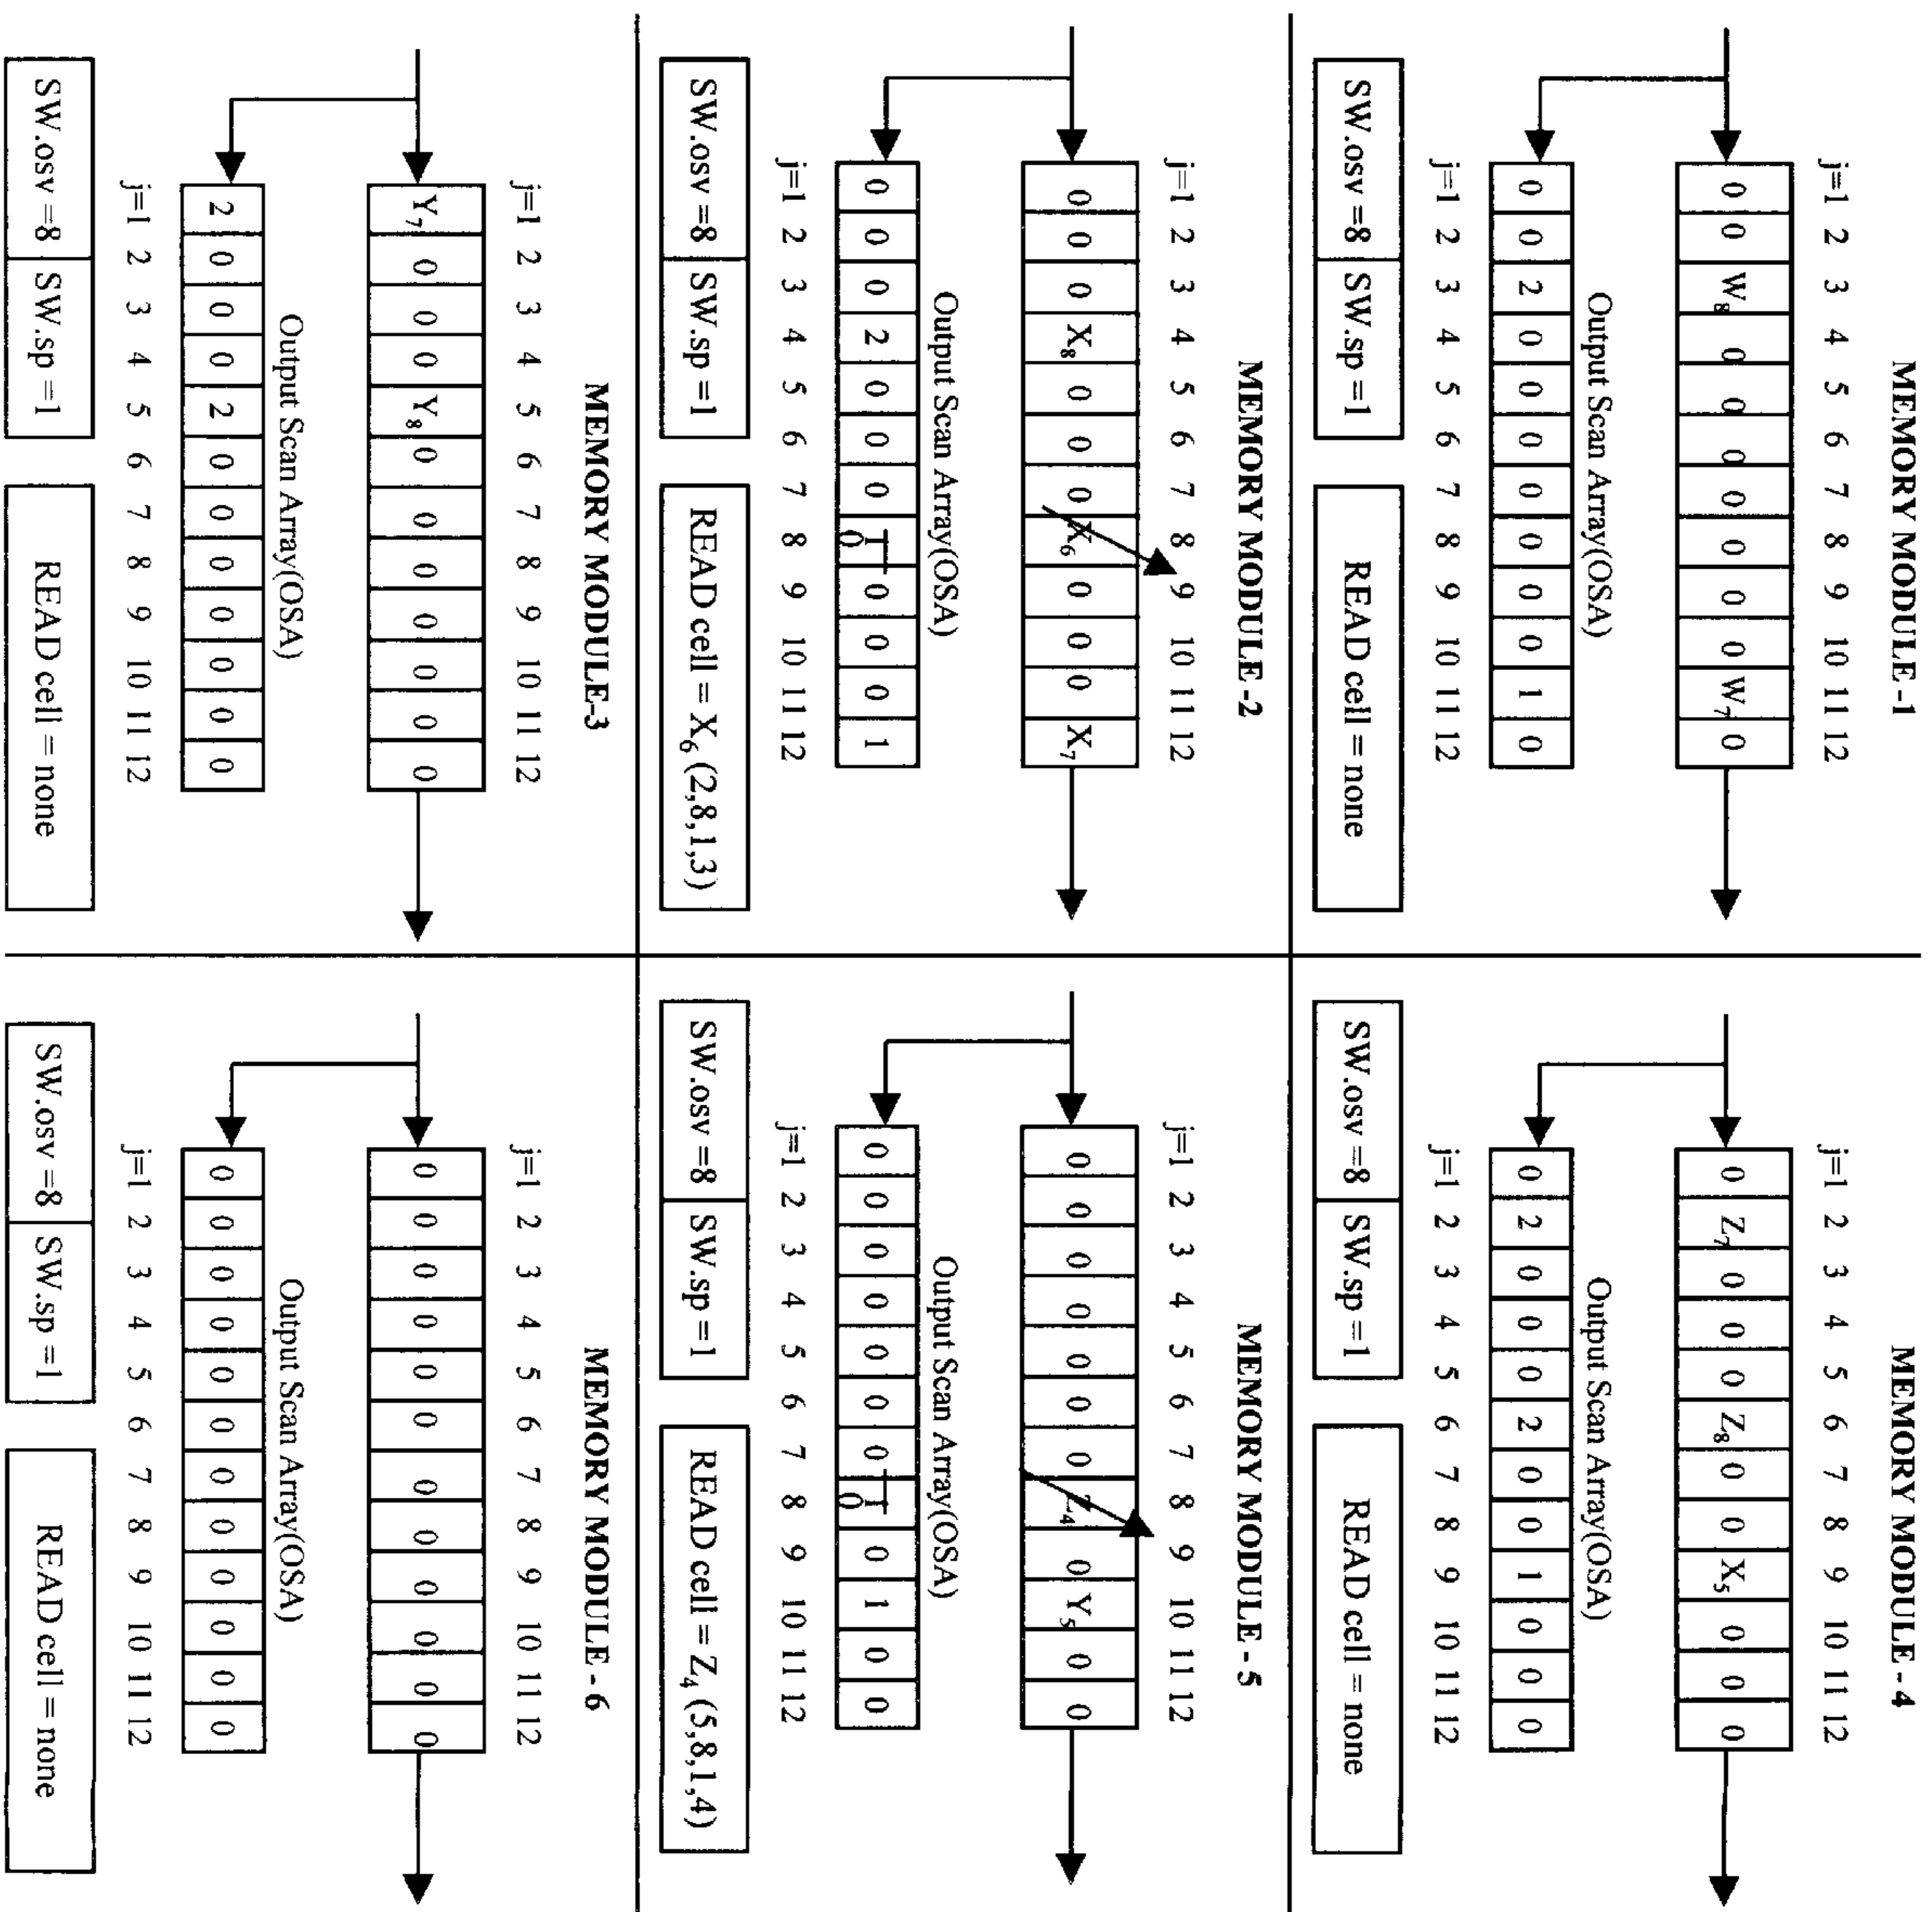 MEMORY MODULE -1
j=1 2 3 4 5 6 7 8 9 10 11 12
0 0 W₈ 0 0 0 0 0 0 0 W₇ 0
Output Scan Array(OSA)
0 0 2 0 0 0 0 0 0 0 1 0
j=1 2 3 4 5 6 7 8 9 10 11 12
SW.osv =8 SW.sp =1 READ cell = none
MEMORY MODULE - 4
j=1 2 3 4 5 6 7 8 9 10 11 12
0 Z₇ 0 0 0 Z₈ 0 0 X₅ 0 0 0
Output Scan Array(OSA)
0 2 0 0 0 2 0 0 1 0 0 0
j=1 2 3 4 5 6 7 8 9 10 11 12
SW.osv =8 SW.sp =1 READ cell = none
MEMORY MODULE -2
j=1 2 3 4 5 6 7 8 9 10 11 12
0 0 0 X₈ 0 0 0 X₆ 0 0 0 X₇
Output Scan Array(OSA)
0 0 0 2 0 0 0 1 0 0 0 1
0
j=1 2 3 4 5 6 7 8 9 10 11 12
SW.osv =8 SW.sp =1 READ cell = X₆ (2,8,1,3)
MEMORY MODULE - 5
j=1 2 3 4 5 6 7 8 9 10 11 12
0 0 0 0 0 0 0 Z₄ 0 Y₅ 0 0
Output Scan Array(OSA)
0 0 0 0 0 0 0 1 0 1 0 0
0
j=1 2 3 4 5 6 7 8 9 10 11 12
SW.osv =8 SW.sp =1 READ cell = Z₄ (5,8,1,4)
MEMORY MODULE-3
j=1 2 3 4 5 6 7 8 9 10 11 12
Y₇ 0 0 0 Y₈ 0 0 0 0 0 0 0
Output Scan Array(OSA)
2 0 0 0 2 0 0 0 0 0 0 0
j=1 2 3 4 5 6 7 8 9 10 11 12
SW.osv =8 SW.sp =1 READ cell = none
MEMORY MODULE - 6
j=1 2 3 4 5 6 7 8 9 10 11 12
0 0 0 0 0 0 0 0 0 0 0 0
Output Scan Array(OSA)
0 0 0 0 0 0 0 0 0 0 0 0
j=1 2 3 4 5 6 7 8 9 10 11 12
SW.osv =8 SW.sp =1 READ cell = none